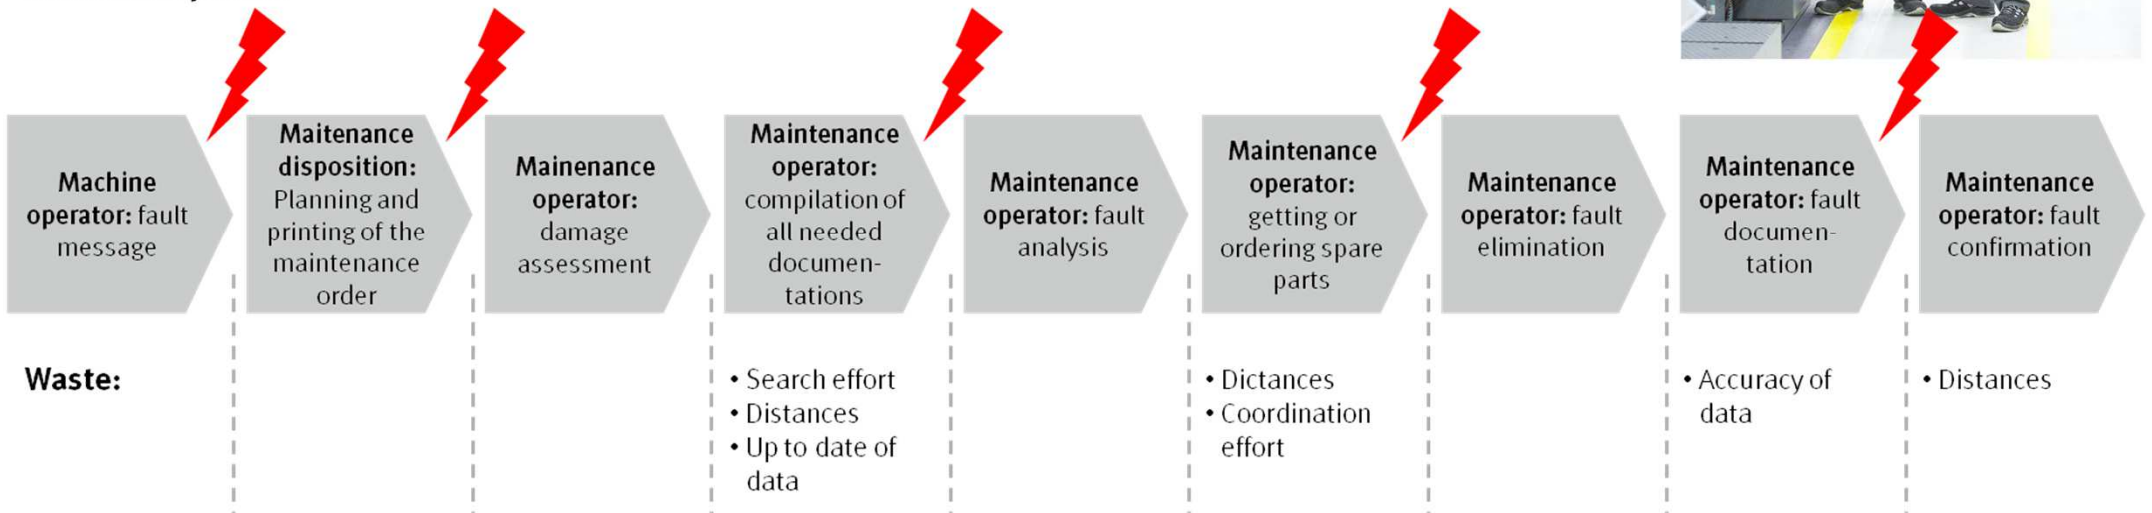 Machine
operator: fault
message
Maitenance
disposition:
Planning and
printing of the
maintenance
order
Mainenance
operator:
damage
assessment
Maintenance
operator:
compilation of
all needed
documen-
tations
Maintenance
operator: fault
analysis
Maintenance
operator:
getting or
ordering spare
parts
Maintenance
operator: fault
elimination
Maintenance
operator: fault
documen-
tation
Maintenance
operator: fault
confirmation
Waste:
• Search effort
• Distances
• Up to date of
data
• Dictances
• Coordination
effort
• Accuracy of
data
• Distances